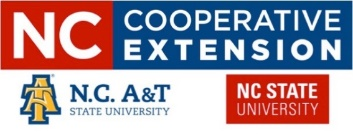 NC COOPERATIVE
EXTENSION
N.C. A&T
STATE UNIVERSITY
NC STATE
UNIVERSITY